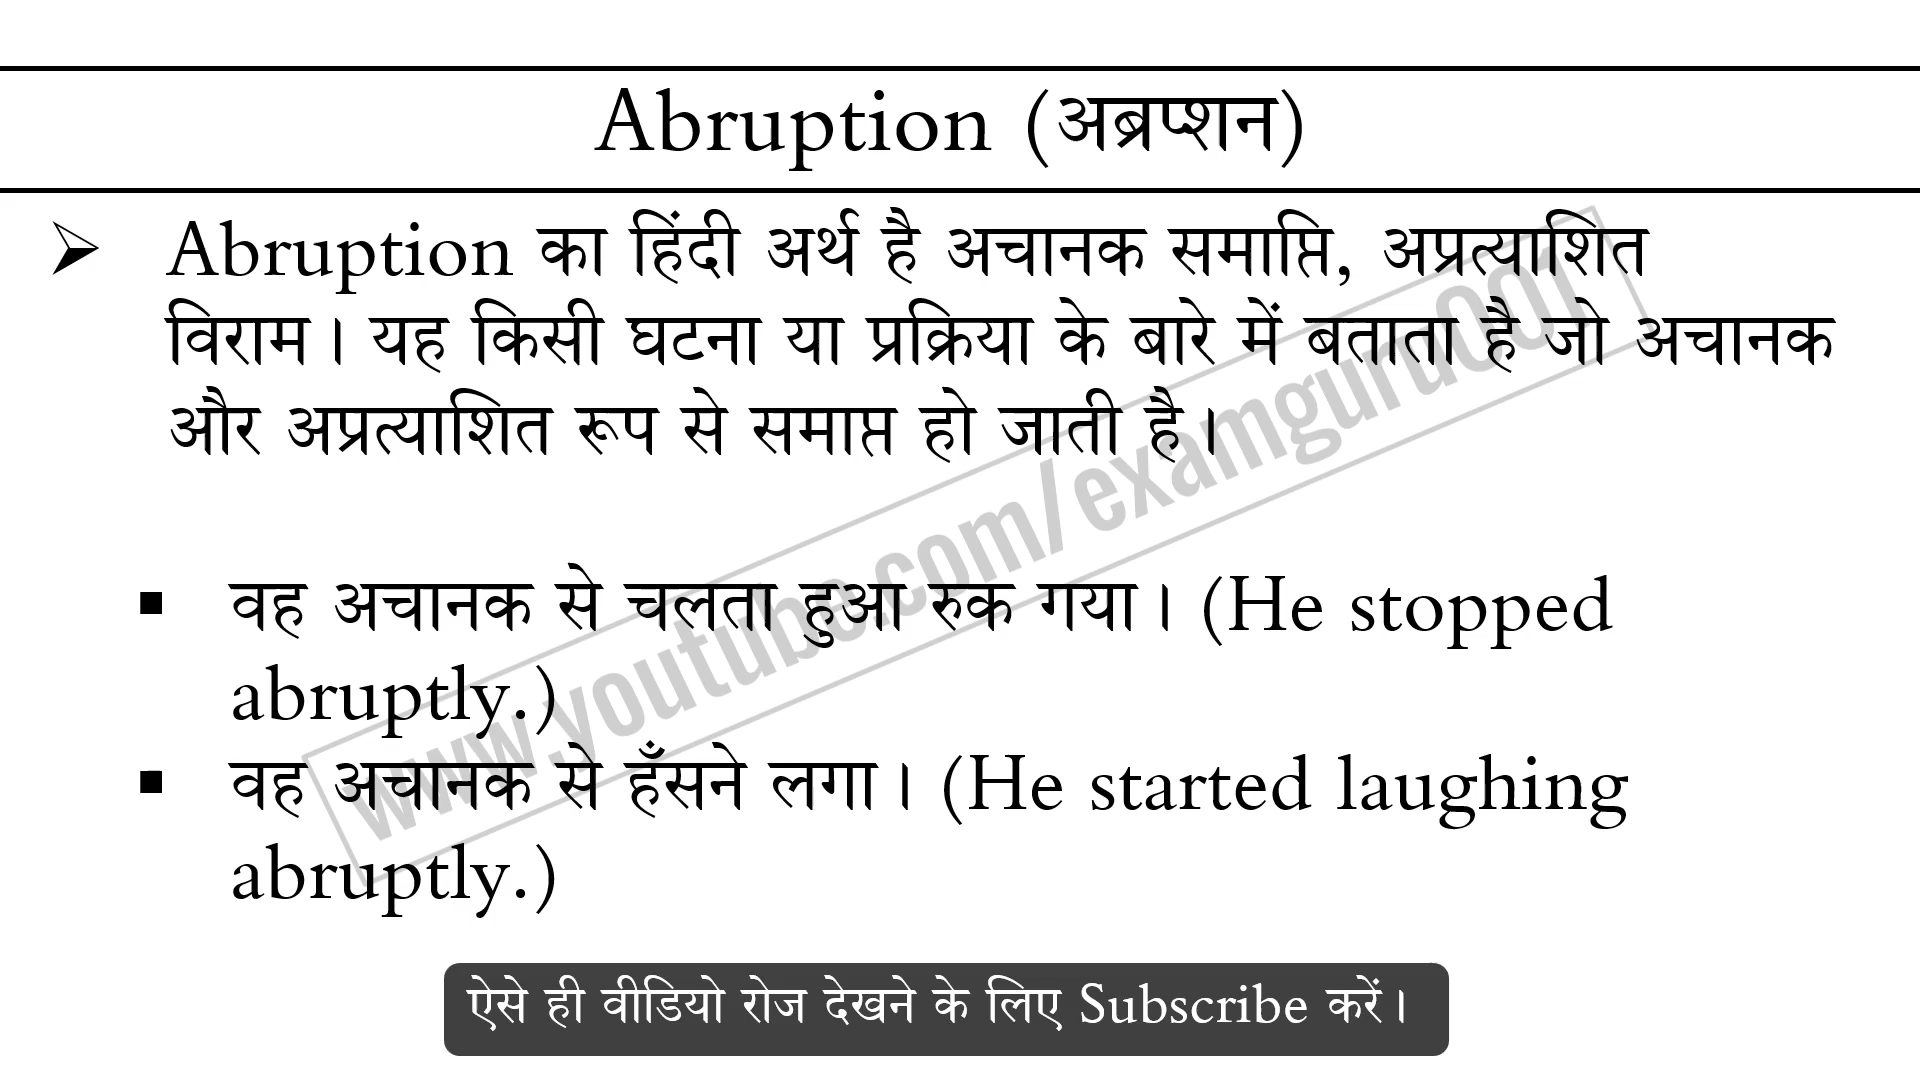 Abruption (अब्रप्शन)
➢ Abruption का हिंदी अर्थ है अचानक समाप्ति, अप्रत्याशित
विराम। यह किसी घटना या प्रक्रिया के बारे में बताता है जो अचानक
और अप्रत्याशित रूप से समाप्त हो जाती है।
▪ वह अचानक से चलता हुआ रुक गया। (He stopped
abruptly.)
▪ वह अचानक से हँसने लगा। (He started laughing
abruptly.)
www.youtube.com/examguru001
ऐसे ही वीडियो रोज देखने के लिए Subscribe करें।